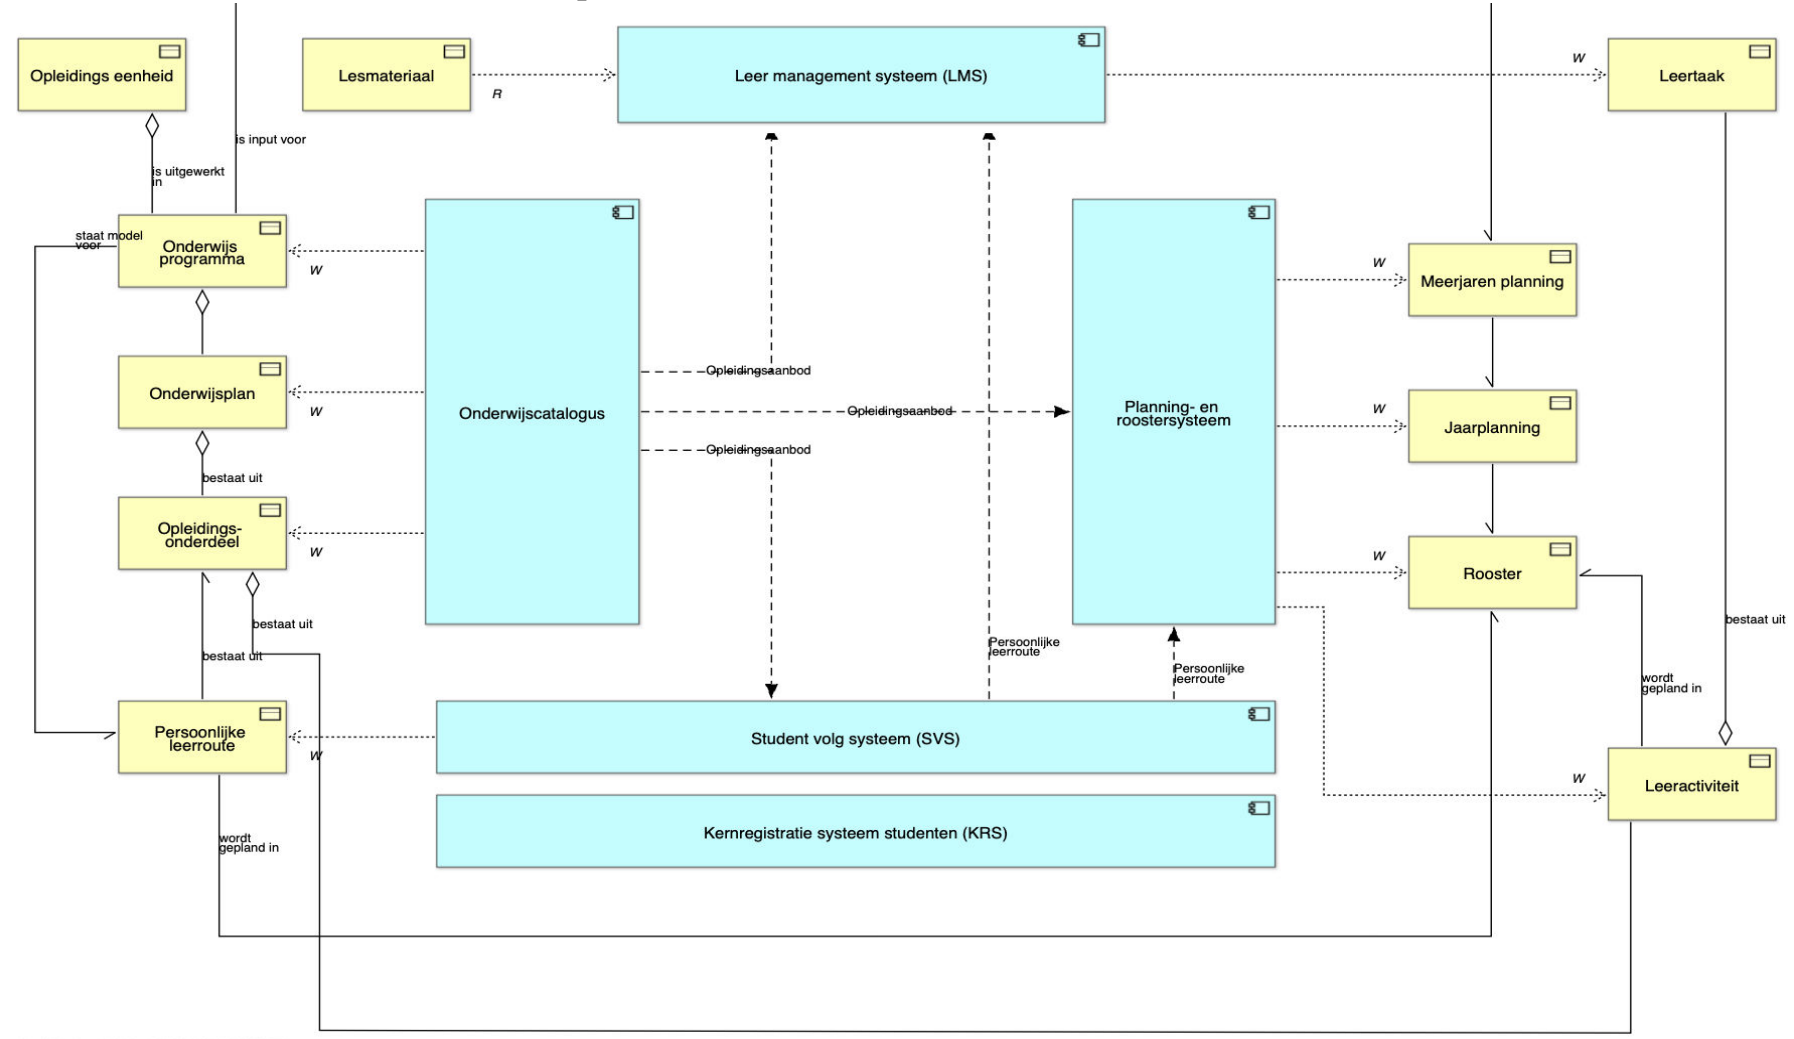 Opleidings eenheid
Lesmateriaal
R
Leer management systeem (LMS)
W
Leertaak
is input voor
is uitgewerkt
in
staat model
voor
Onderwijs
programma
W
Onderwijsplan
W
bestaat uit
Opleidings-
onderdeel
W
bestaat uit
bestaat uit
Persoonlijke
leerroute
W
wordt
gepland in
Onderwijscatalogus
Opleidingsaanbod
Opleidingsaanbod
Opleidingsaanbod
Planning- en
roostersysteem
Persoonlijke
leerroute
Persoonlijke
leerroute
Student volg systeem (SVS)
Kernregistratie systeem studenten (KRS)
W
Meerjaren planning
W
Jaarplanning
W
Rooster
bestaat uit
wordt
gepland in
W
Leeractiviteit